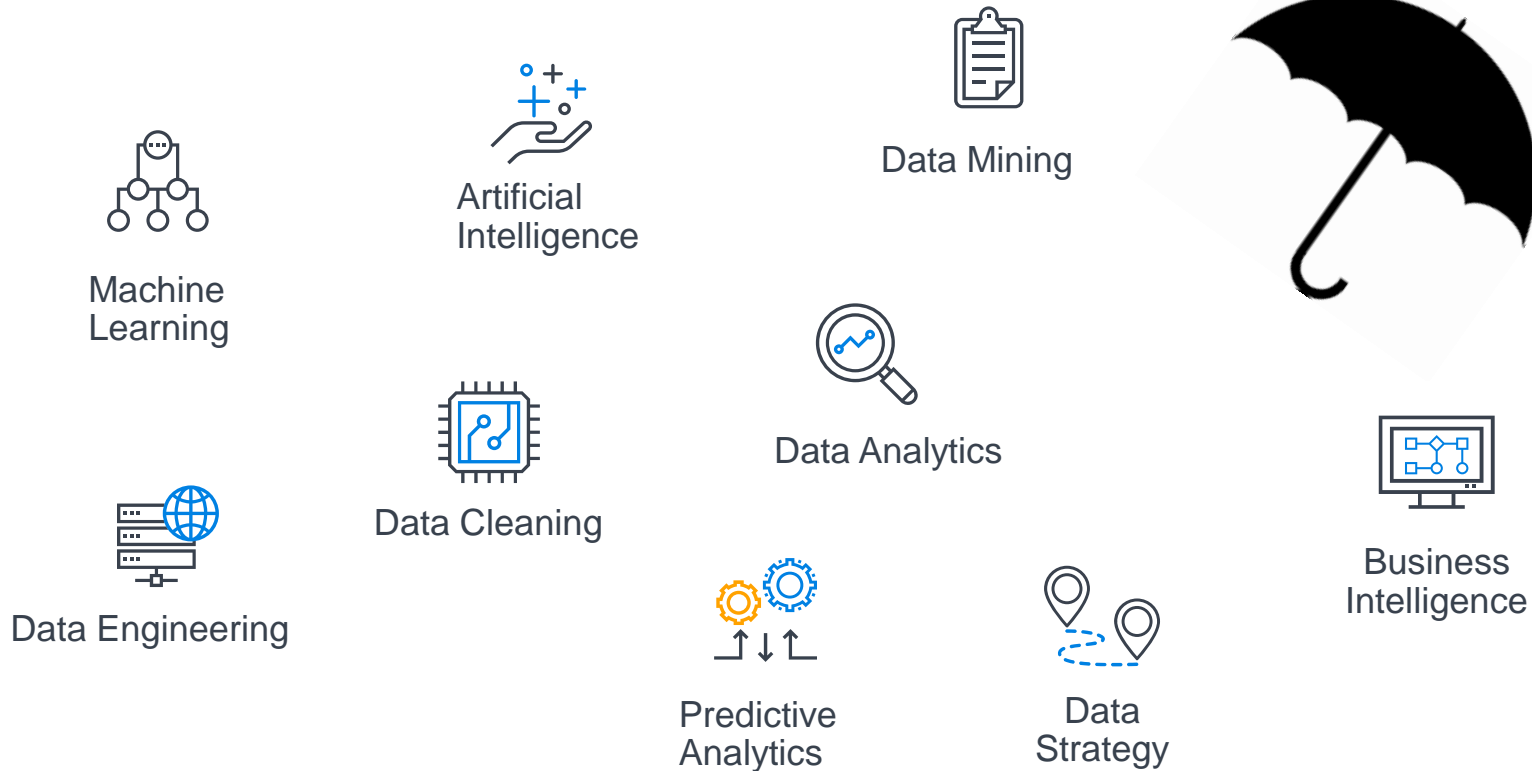 Data Mining
Artificial
Intelligence
Machine
Learning
Data Analytics
Data Cleaning
Business
Intelligence
Data Engineering
Predictive
Analytics
Data
Strategy